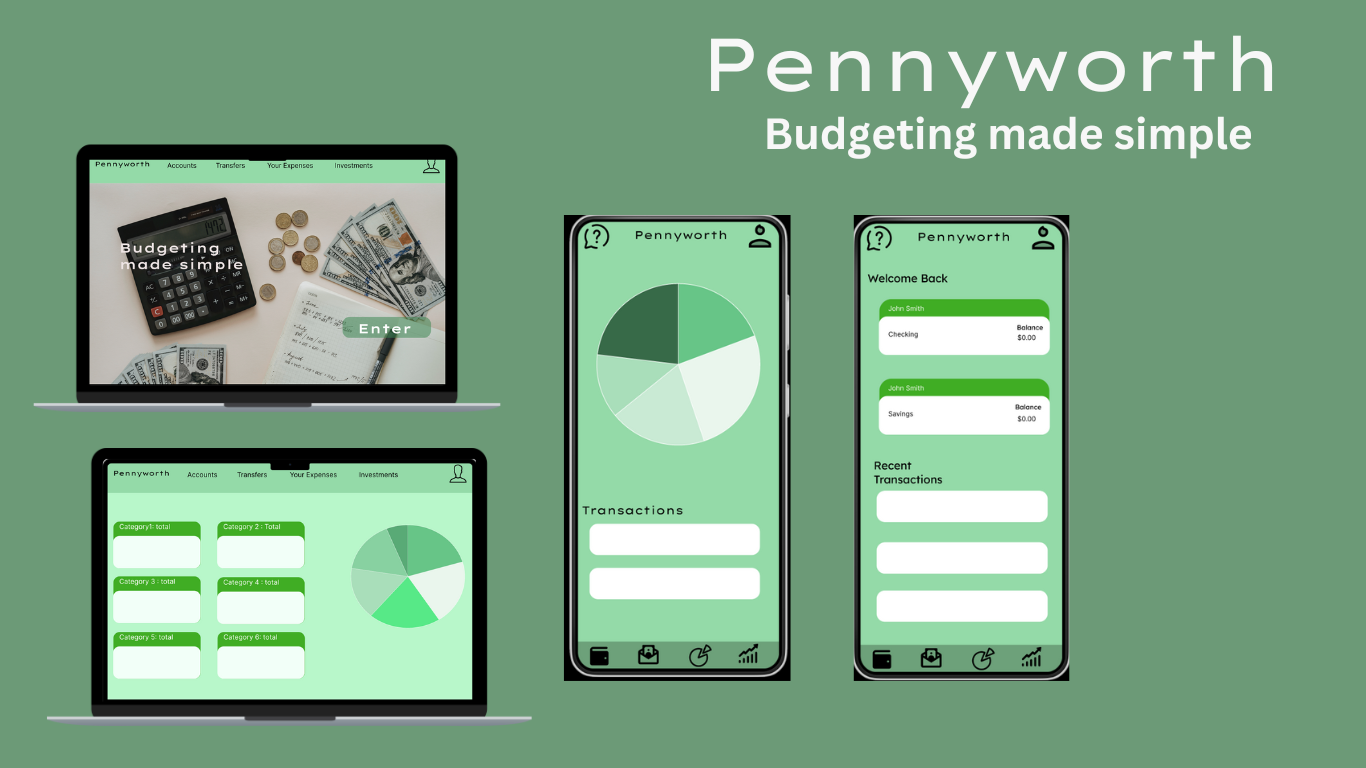 Pennyworth
Budgeting made simple
Pennyworth
Accounts
Transfers
Your Expenses
Investments
Budgeting
made simple
Enter
Pennyworth
Accounts
Transfers
Your Expenses
Investments
Category1: total
Category 2 : Total
Category 3 : total
Category 4 : total
Category 5: total
Category 6: total
Pennyworth
Transactions
Pennyworth
Welcome Back
John Smith
Checking
Balance
$0.00
John Smith
Savings
Balance
$0.00
Recent
Transactions